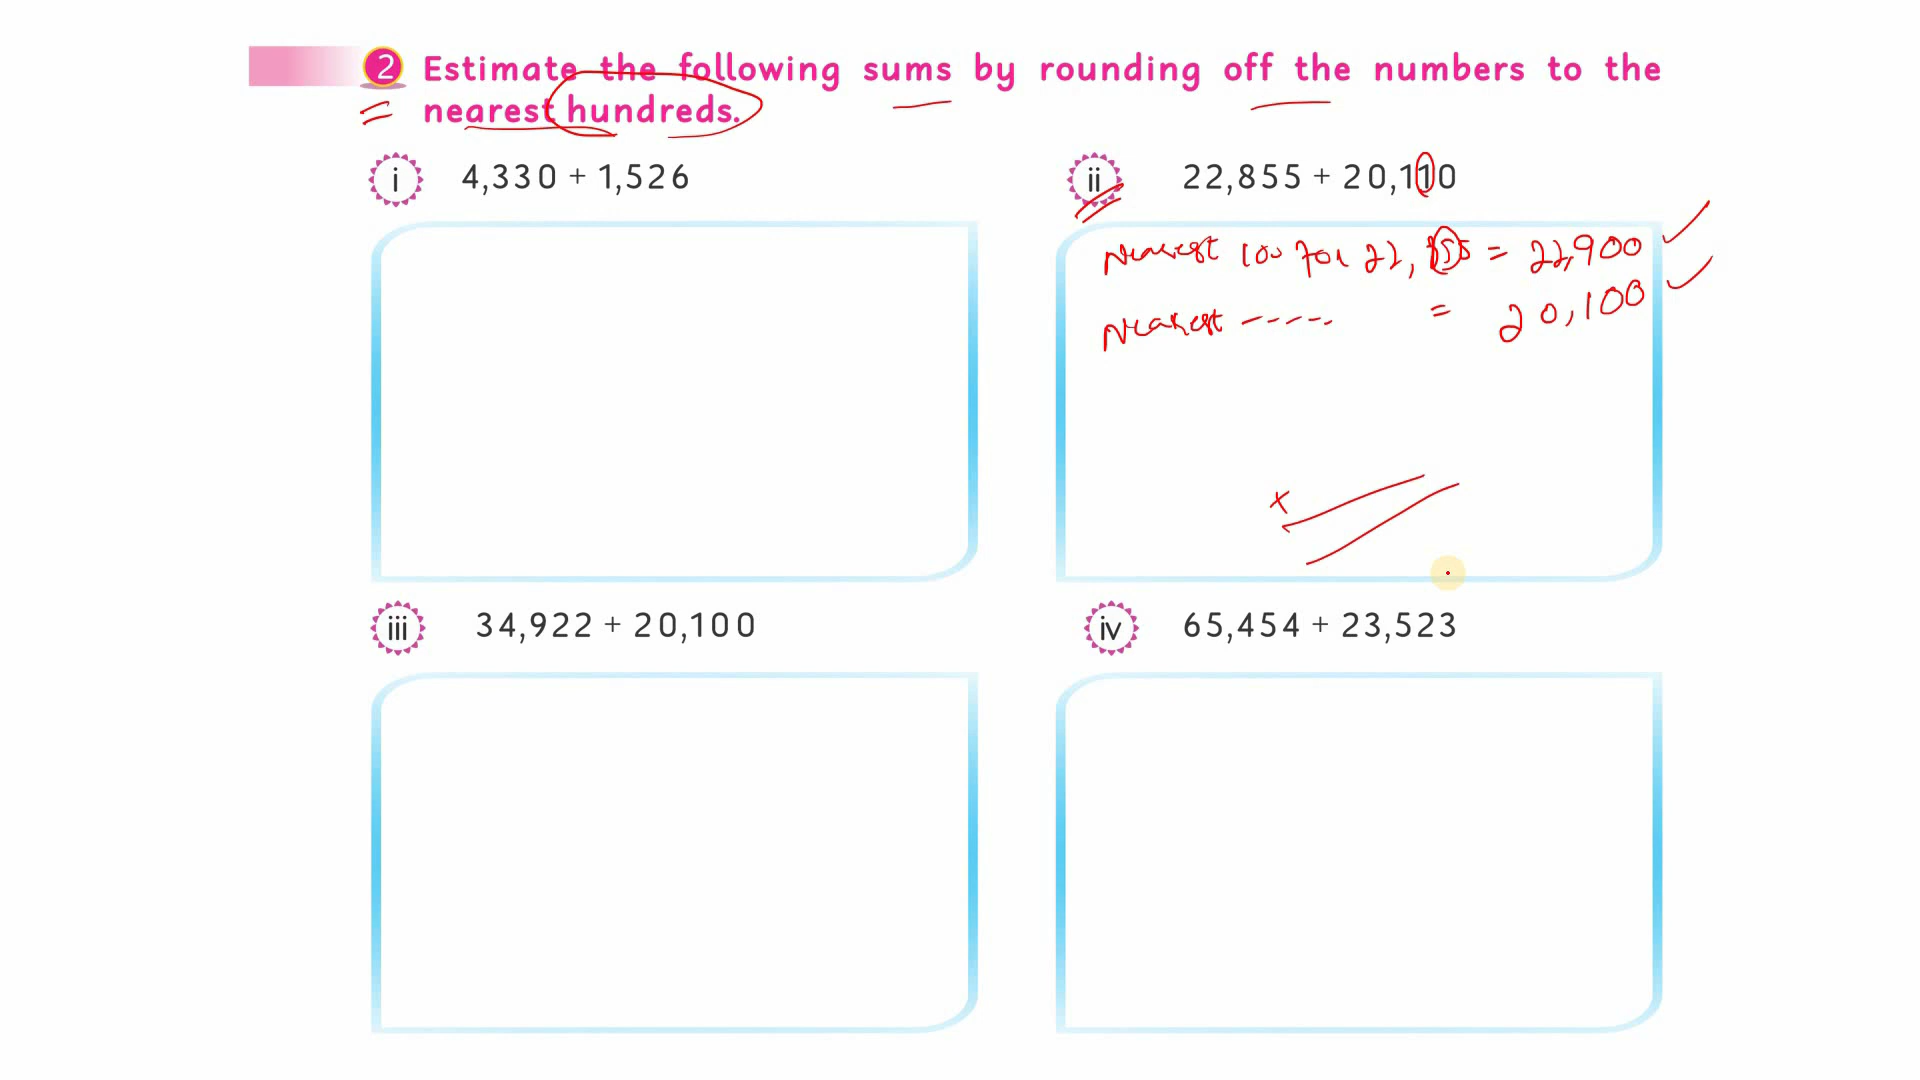 2 Estimate the following sums by rounding off the numbers to the
nearest hundreds.
i 4,330 + 1,526
ii 22,855 + 20,110
Nearest 100 for 22,855 = 22,900
Nearest ----- = 20,100
+
iii 34,922 + 20,100
iv 65,454 + 23,523